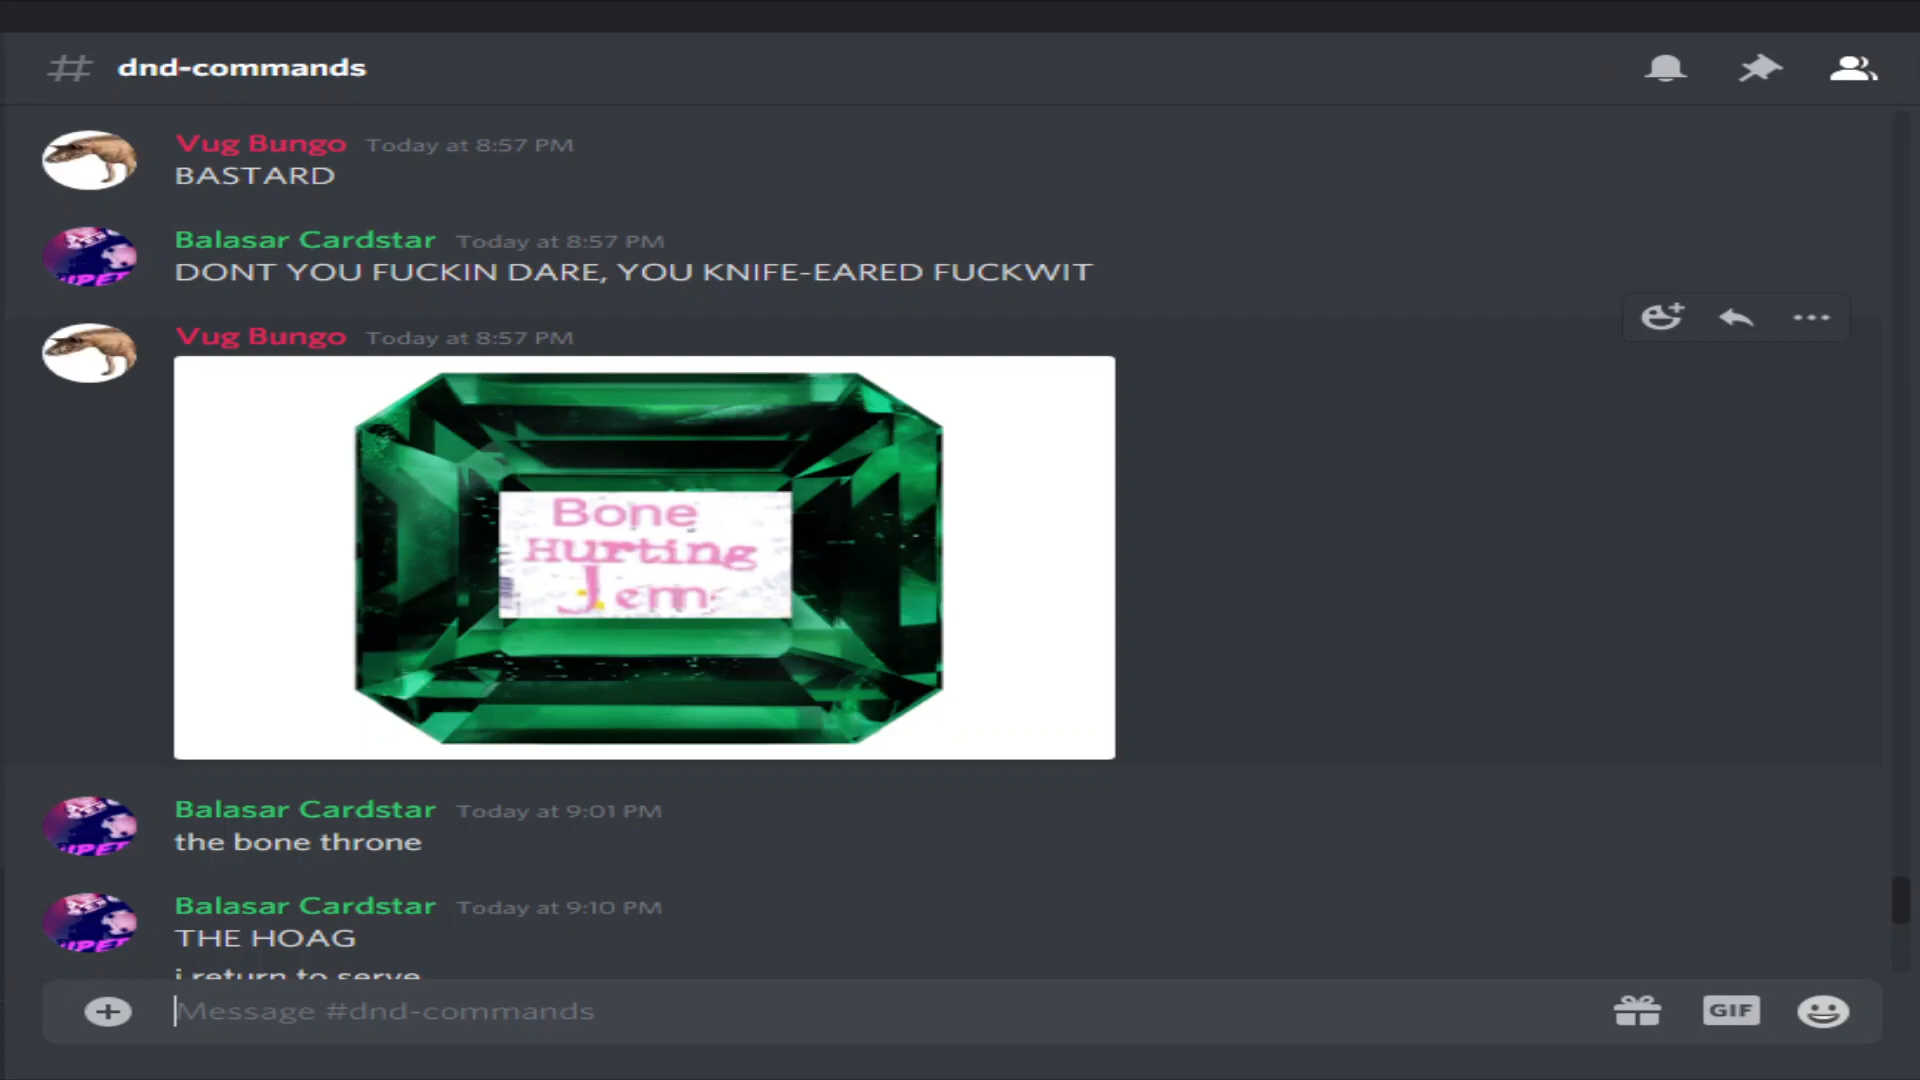 dnd-commands
Vug Bungo Today at 8:57 PM
BASTARD
Balasar Cardstar Today at 8:57 PM
DONT YOU FUCKIN DARE, YOU KNIFE-EARED FUCKWIT
Vug Bungo Today at 8:57 PM
Bone
Hurting
Jem
Balasar Cardstar Today at 9:01 PM
the bone throne
Balasar Cardstar Today at 9:10 PM
THE HOAG
i return to serve
Message #dnd-commands
GIF